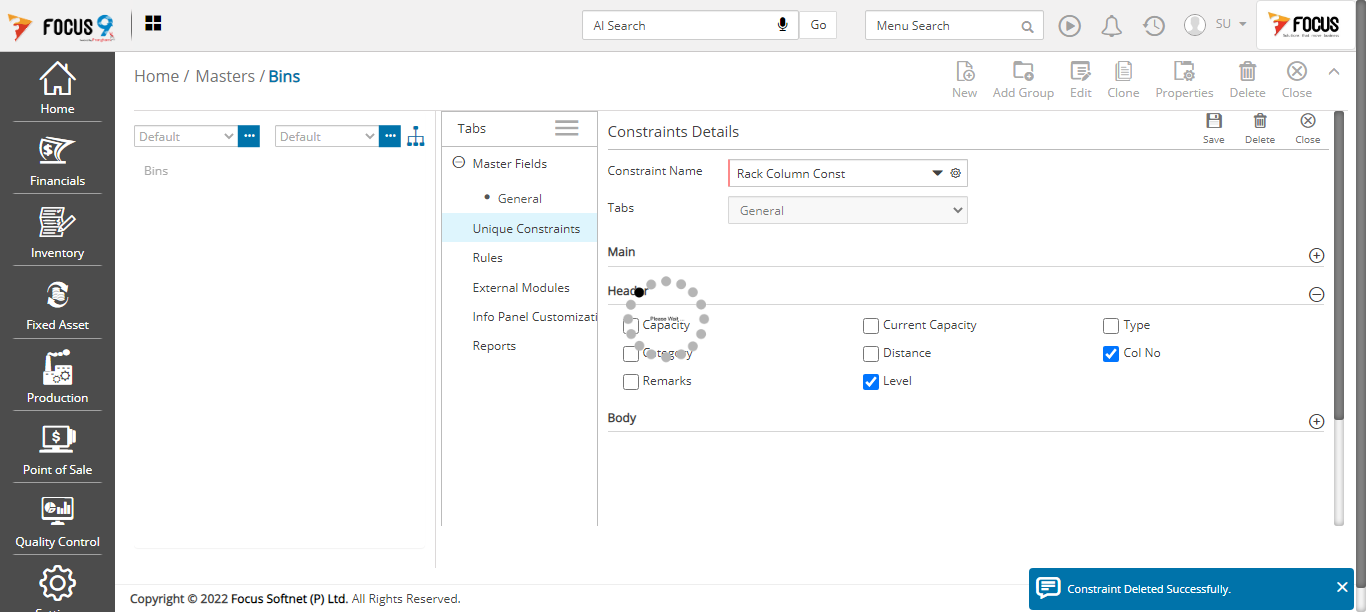 FOCUS 9
AI Search
Go
Menu Search
SU
FOCUS
Home
Financials
Inventory
Fixed Asset
Production
Point of Sale
Quality Control
Home / Masters / Bins
New
Add Group
Edit
Clone
Properties
Delete
Close
Default
Default
Bins
Tabs
Master Fields
General
Unique Constraints
Rules
External Modules
Info Panel Customizati
Reports
Constraints Details
Save
Delete
Close
Constraint Name
Rack Column Const
Tabs
General
Main
Header
Please Wait...
Capacity
Current Capacity
Type
Category
Distance
Col No
Remarks
Level
Body
Copyright © 2022 Focus Softnet (P) Ltd. All Rights Reserved.
Constraint Deleted Successfully.